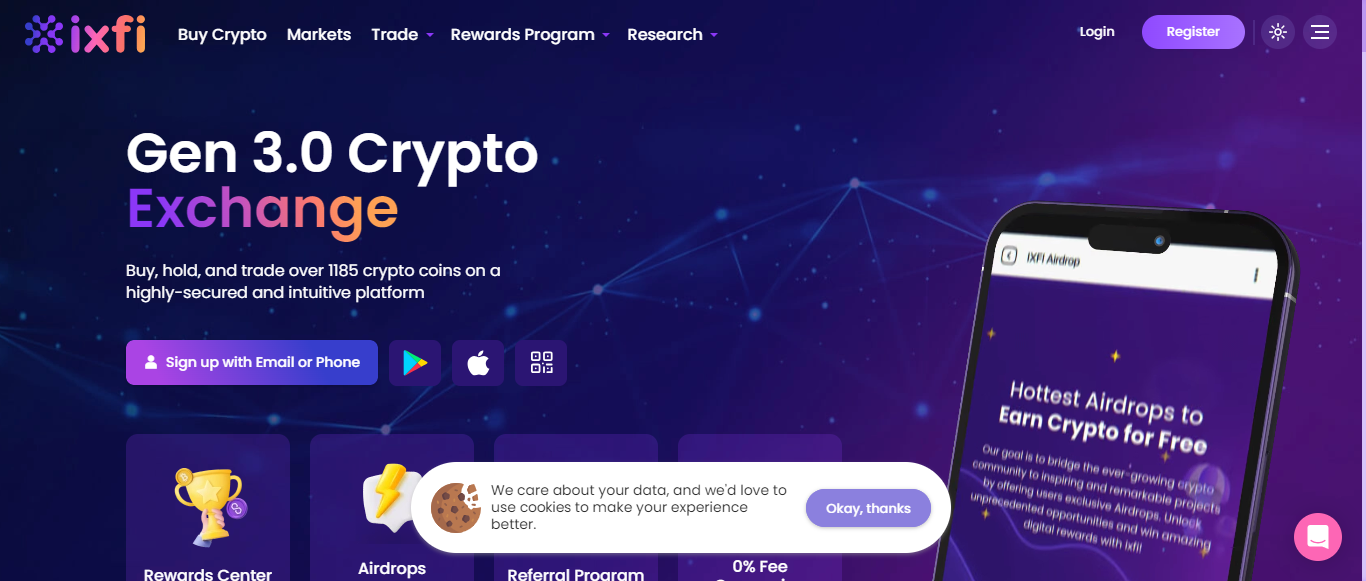 ixfi
Buy Crypto
Markets
Trade
Rewards Program
Research
Login
Register
Gen 3.0 Crypto
Exchange
Buy, hold, and trade over 1185 crypto coins on a
highly-secured and intuitive platform
Sign up with Email or Phone
IXFI Airdrop
Hottest Airdrops to
Earn Crypto for Free
Our goal is to bridge the ever-growing crypto
community to inspiring and remarkable projects
by offering users exclusive Airdrops. Unlock
unprecedented opportunities and win amazing
digital rewards with Ixfi!
We care about your data, and we'd love to
use cookies to make your experience
better.
Okay, thanks
Rewards Center
Airdrops
Referral Program
0% Fee